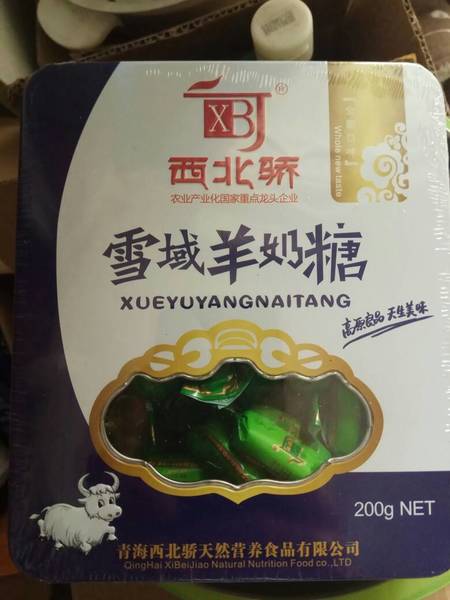 XBJ
®
西北骄
农业产业化国家重点龙头企业
Whole new taste
雪域羊奶糖
XUEYUYANGNAITANG
高原良品 天生美味
200g NET
青海西北骄天然营养食品有限公司
QingHai XiBeiJiao Natural Nutrition Food co.,LTD